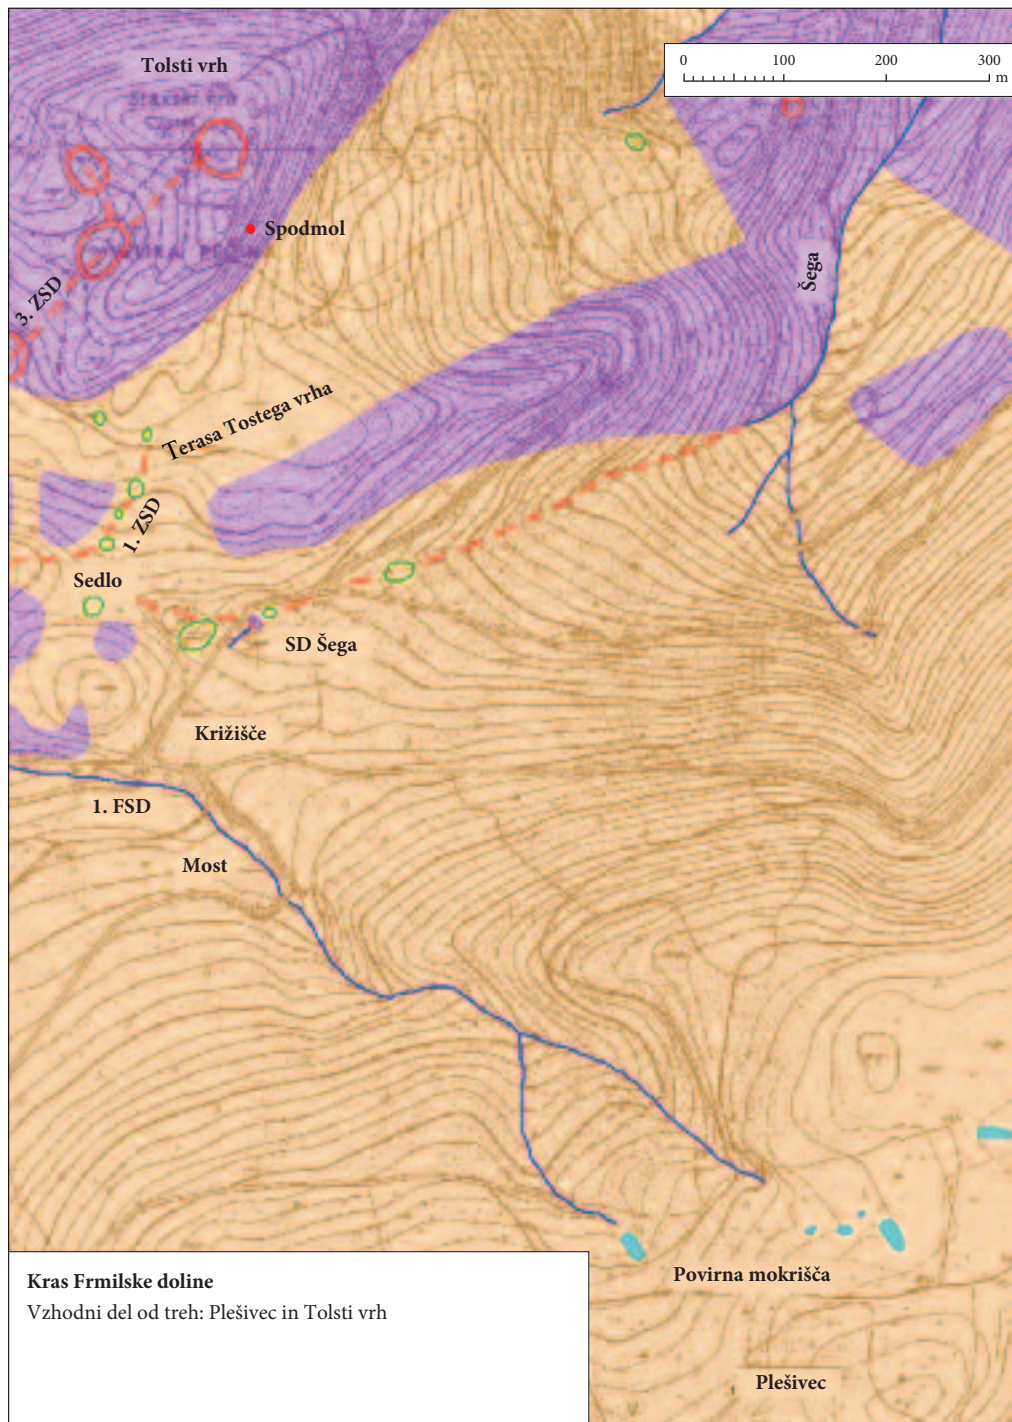 Tolsti vrh
0 100 200 300
m
Spodmol
3. ZSD
Šega
Terasa Tostega vrha
1. ZSD
Sedlo
SD Šega
Križišče
1. FSD
Most
Povirna mokrišča
Plešivec
Kras Frmilske doline
Vzhodni del od treh: Plešivec in Tolsti vrh